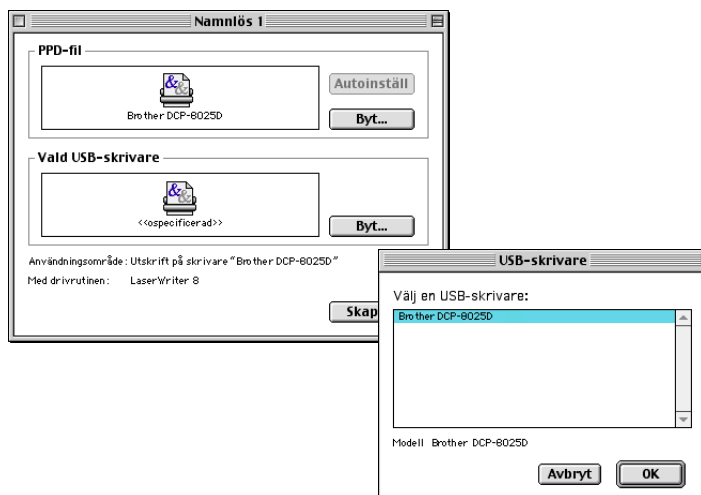 Namnlös 1
PPD-fil
Brother DCP-8025D
Autoinställ
Byt...
Vald USB-skrivare
<<ospecificerad>>
Byt...
Användningsområde: Utskrift på skrivare "Brother DCP-8025D"
Med drivrutinen: LaserWriter 8
Skap
USB-skrivare
Välj en USB-skrivare:
Brother DCP-8025D
Modell Brother DCP-8025D
Avbryt
OK